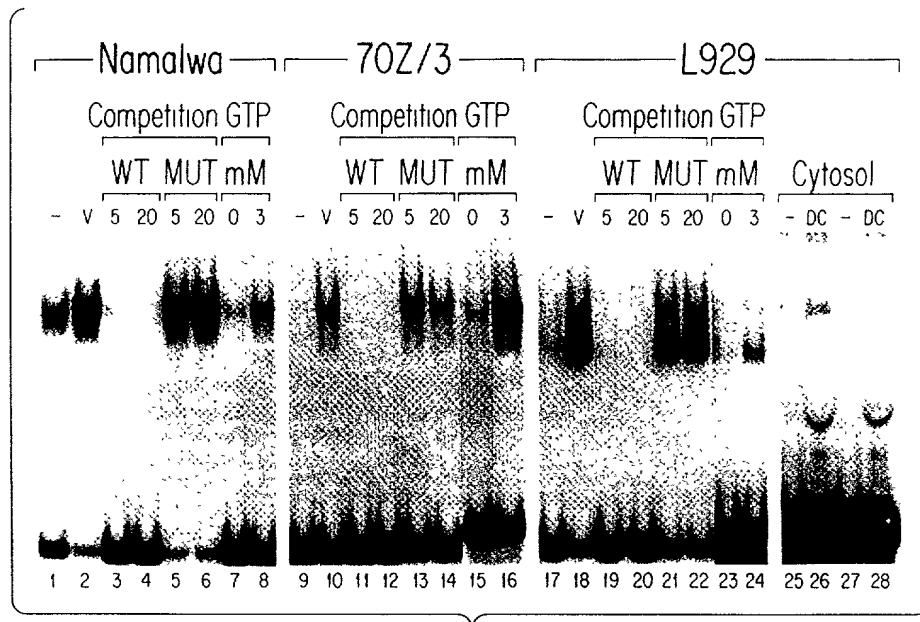 Namalwa 70Z/3 L929
Competition GTP Competition GTP Competition GTP
WT MUT mM WT MUT mM WT MUT mM Cytosol
- V 5 20 5 20 0 3 - V 5 20 5 20 0 3 - V 5 20 5 20 0 3 - DC - DC
1 2 3 4 5 6 7 8 9 10 11 12 13 14 15 16 17 18 19 20 21 22 23 24 25 26 27 28